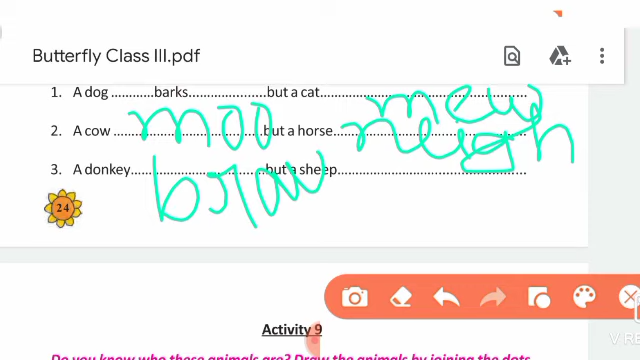 Butterfly Class III.pdf
1. A dog ...........barks......................but a cat............................................................ mews
2. A cow ............................................but a horse......................................................... moo neigh
3. A donkey.......................................but a sheep........................................................ bray
24
Activity 9
Do you know who these animals are? Draw the animals by joining the dots